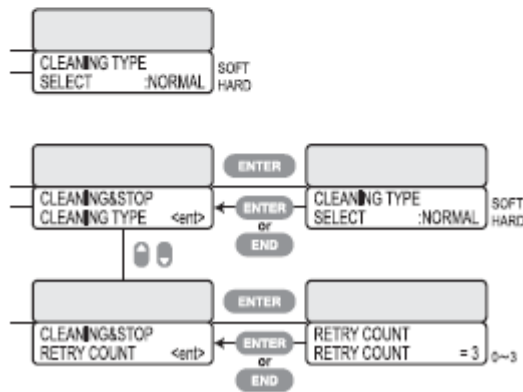 CLEANING TYPE
SELECT :NORMAL
SOFT
HARD
ENTER
CLEANING&STOP
CLEANING TYPE <ent>
ENTER
or
END
CLEANING TYPE
SELECT :NORMAL
SOFT
HARD
ENTER
CLEANING&STOP
RETRY COUNT <ent>
ENTER
or
END
RETRY COUNT
RETRY COUNT = 3
0~3